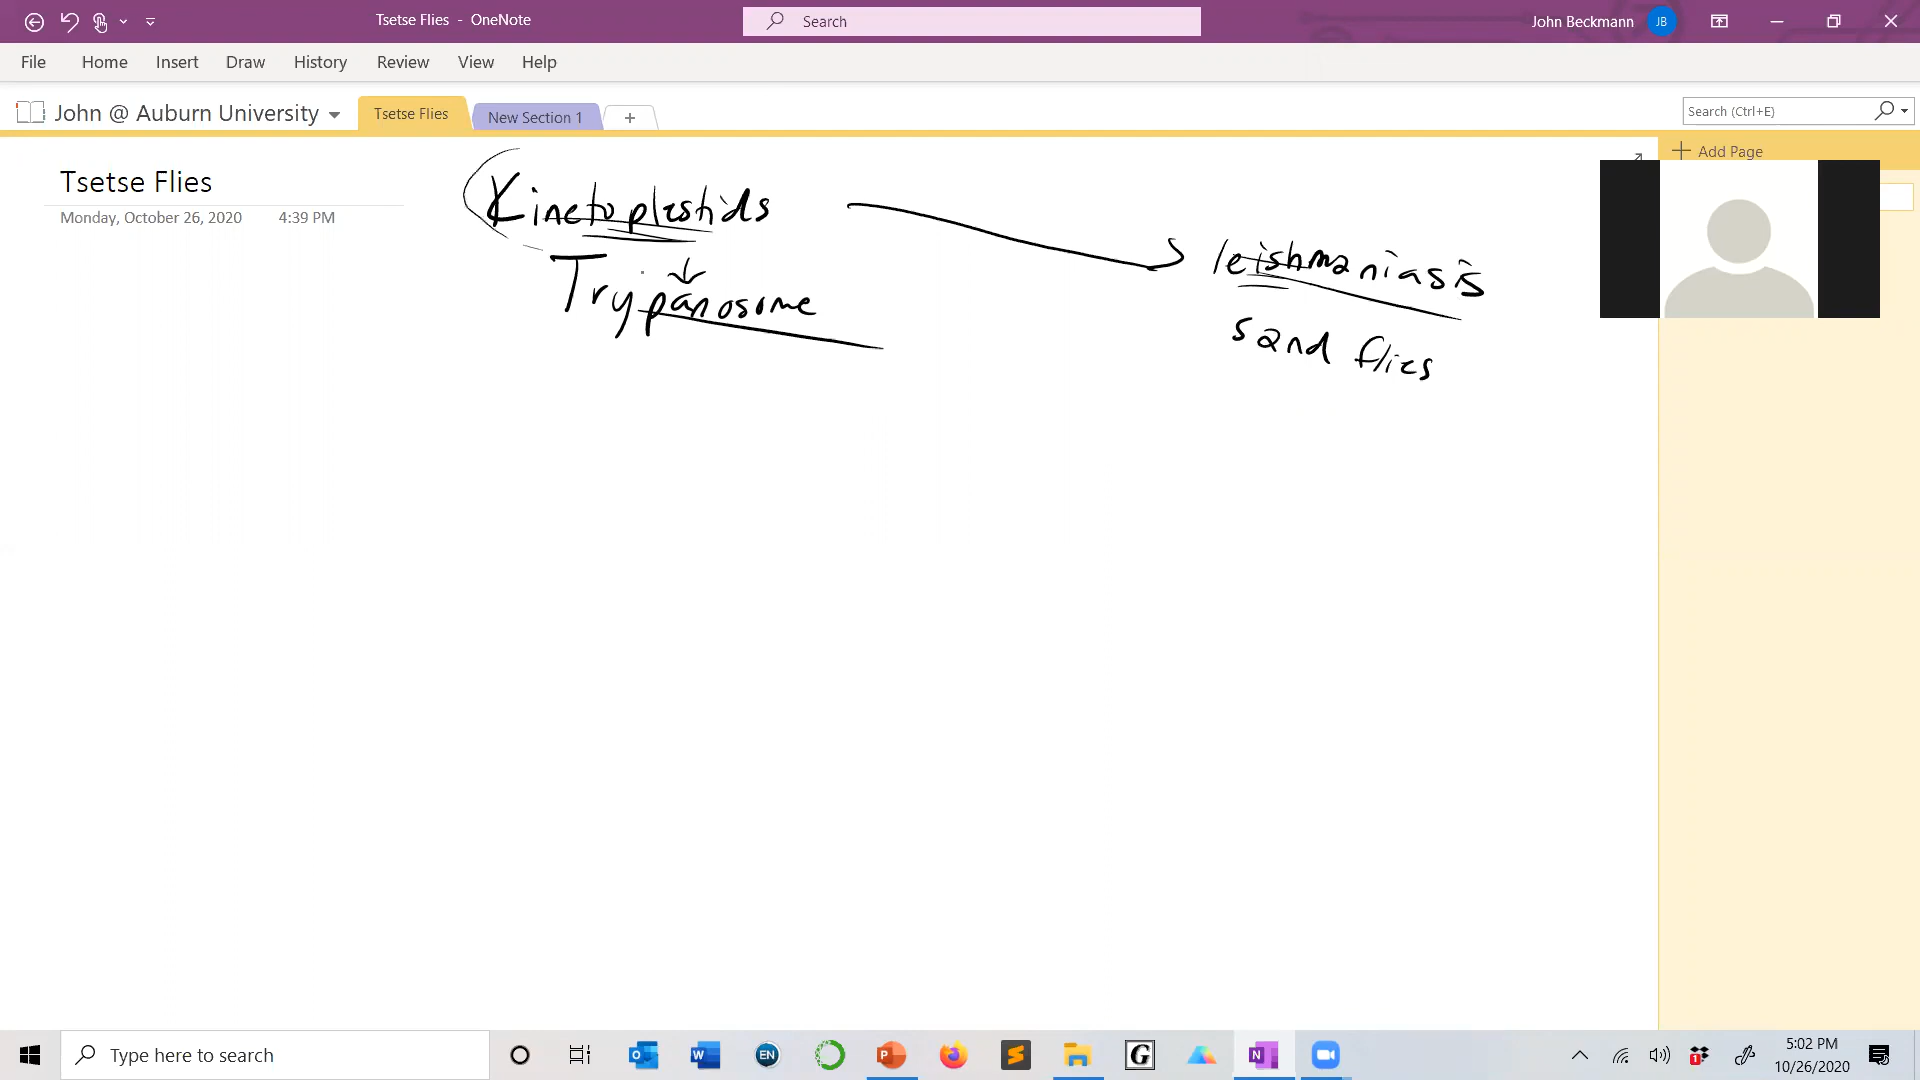 Tsetse Flies - OneNote
Search
John Beckmann
JB
File Home Insert Draw History Review View Help
John @ Auburn University
Tsetse Flies
New Section 1
+
Search (Ctrl+E)
Add Page
Tsetse Flies
Monday, October 26, 2020 4:39 PM
Kinetoplastids
leishmaniasis
Trypanosome
sand flies
Type here to search
EN
G
1
5:02 PM
10/26/2020